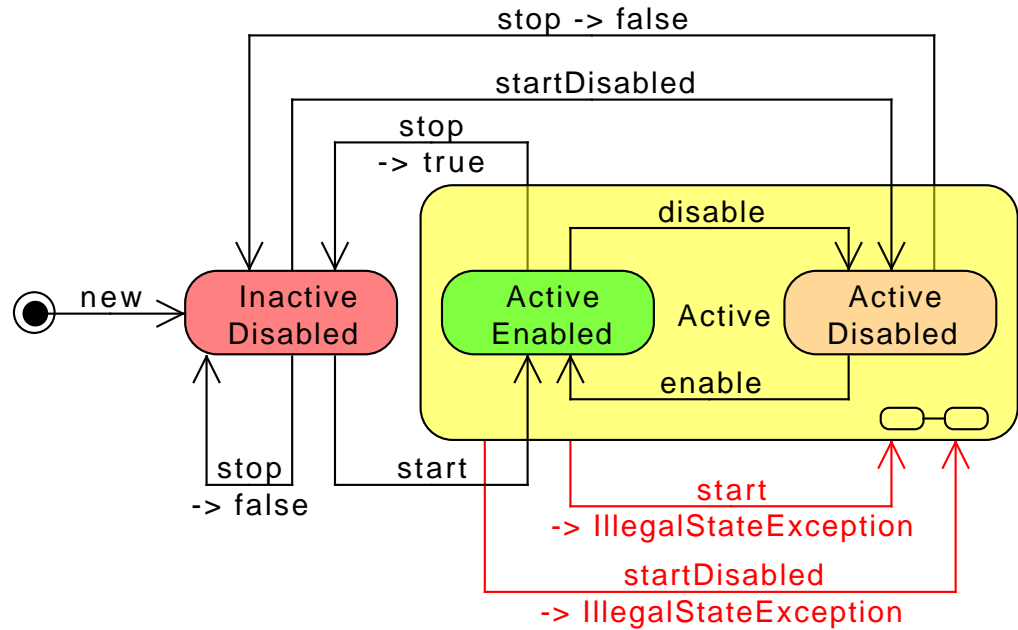 stop -> false
startDisabled
stop
-> true
disable
new
Inactive
Disabled
Active
Enabled
Active
Active
Disabled
enable
stop
-> false
start
start
-> IllegalStateException
startDisabled
-> IllegalStateException